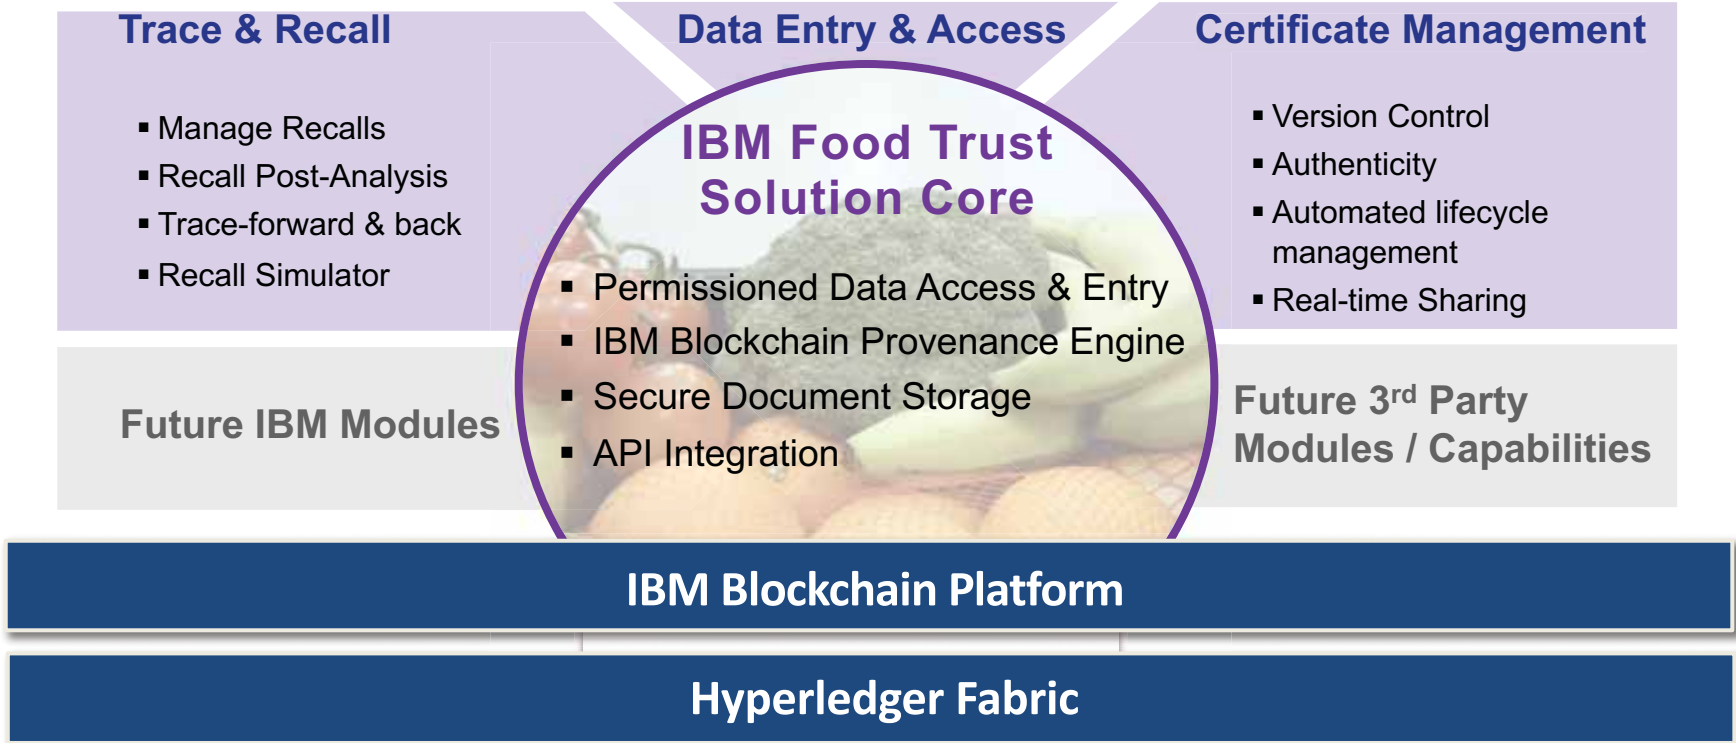 Trace & Recall
▪ Manage Recalls
▪ Recall Post-Analysis
▪ Trace-forward & back
▪ Recall Simulator
Data Entry & Access
Certificate Management
▪ Version Control
▪ Authenticity
▪ Automated lifecycle
management
▪ Real-time Sharing
IBM Food Trust
Solution Core
▪ Permissioned Data Access & Entry
▪ IBM Blockchain Provenance Engine
▪ Secure Document Storage
▪ API Integration
Future IBM Modules
Future 3rd Party
Modules / Capabilities
IBM Blockchain Platform
Hyperledger Fabric